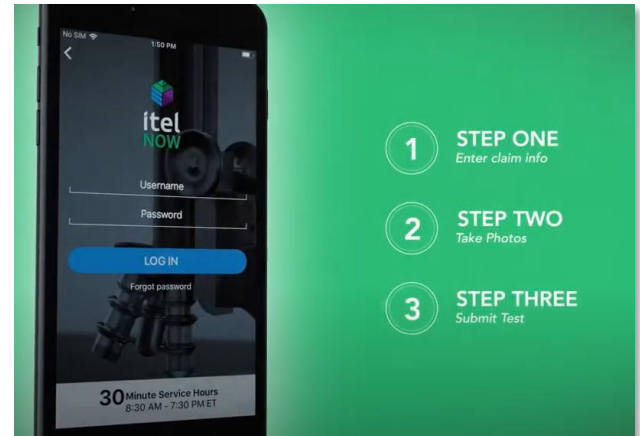 No SIM
1:50 PM
itel
NOW
Username
Password
LOG IN
Forgot password
30 Minute Service Hours
8:30 AM - 7:30 PM ET
1
STEP ONE
Enter claim info
2
STEP TWO
Take Photos
3
STEP THREE
Submit Test